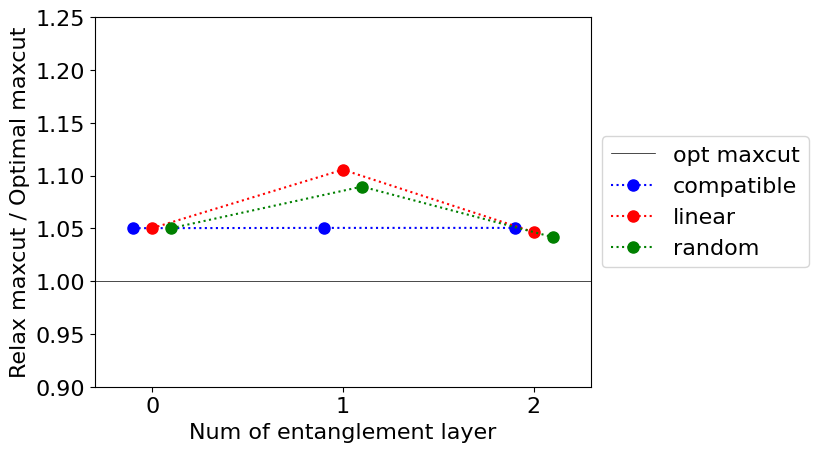 Relax maxcut / Optimal maxcut
1.25
1.20
1.15
1.10
1.05
1.00
0.95
0.90
0
1
2
Num of entanglement layer
opt maxcut
compatible
linear
random